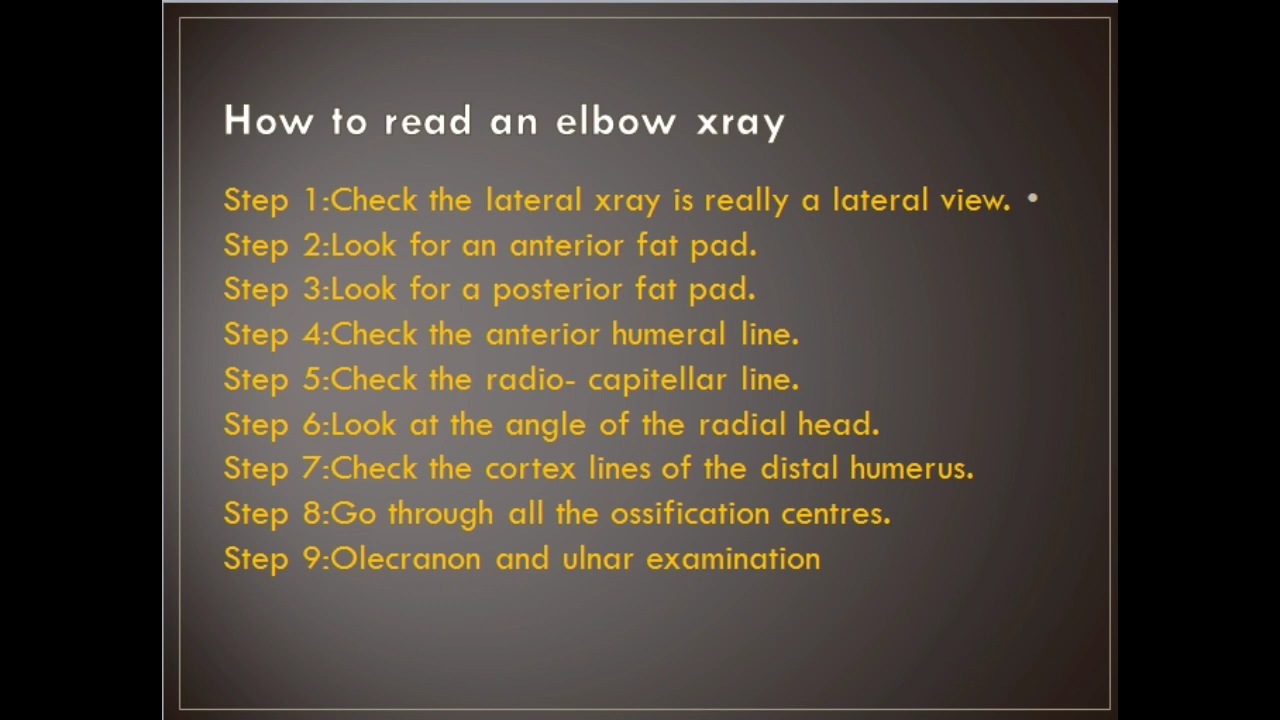 How to read an elbow xray
Step 1:Check the lateral xray is really a lateral view. •
Step 2:Look for an anterior fat pad.
Step 3:Look for a posterior fat pad.
Step 4:Check the anterior humeral line.
Step 5:Check the radio- capitellar line.
Step 6:Look at the angle of the radial head.
Step 7:Check the cortex lines of the distal humerus.
Step 8:Go through all the ossification centres.
Step 9:Olecranon and ulnar examination